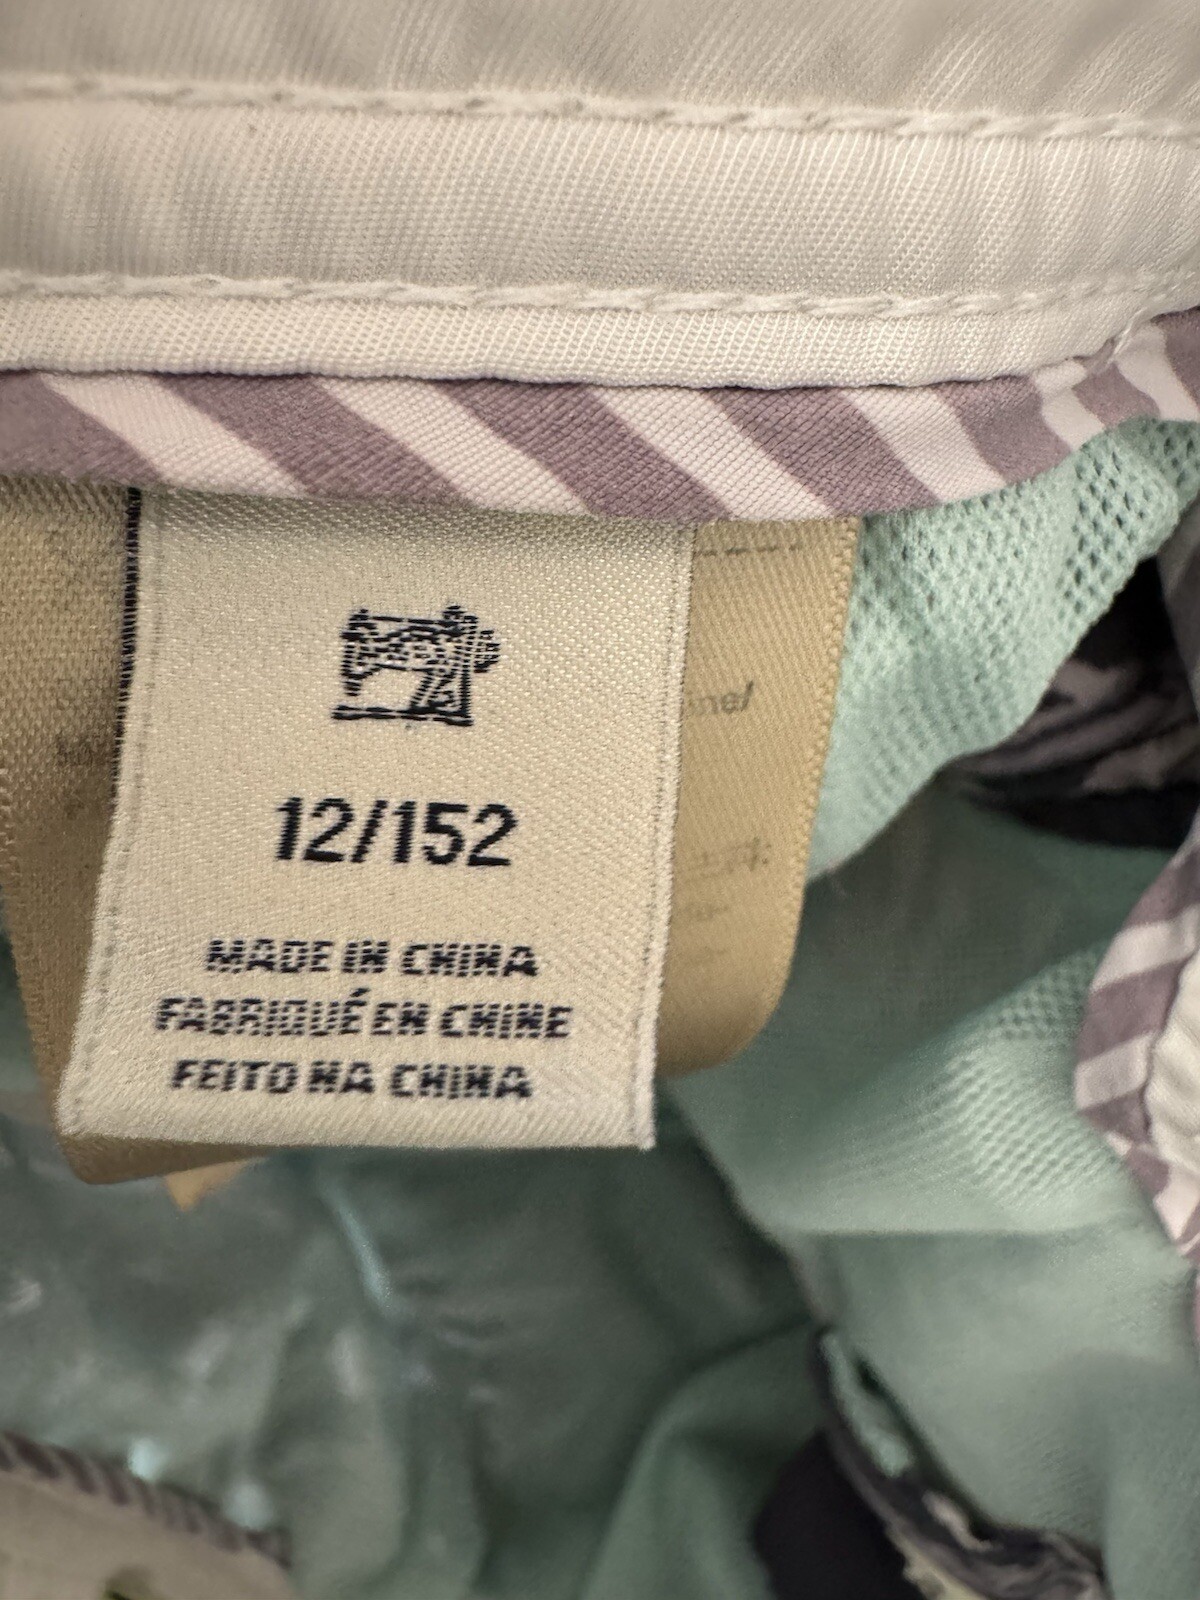 12/152
MADE IN CHINA
FABRIQUÉ EN CHINE
FEITO NA CHINA